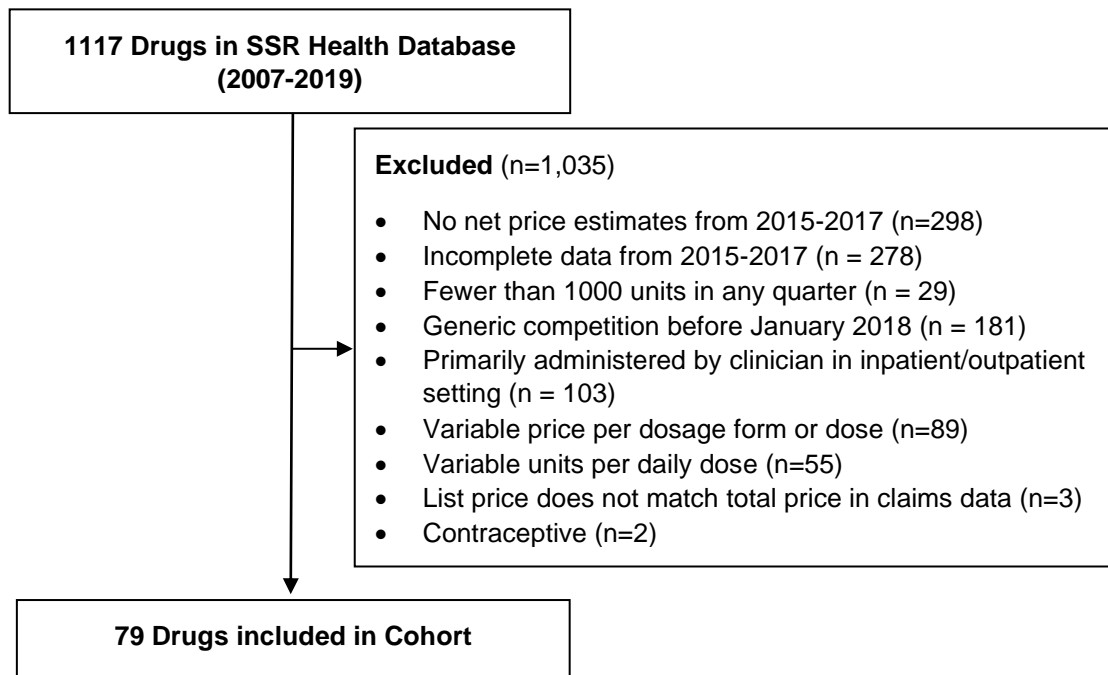 1117 Drugs in SSR Health Database
(2007-2019)
Excluded (n=1,035)
• No net price estimates from 2015-2017 (n=298)
• Incomplete data from 2015-2017 (n = 278)
• Fewer than 1000 units in any quarter (n = 29)
• Generic competition before January 2018 (n = 181)
• Primarily administered by clinician in inpatient/outpatient
setting (n = 103)
• Variable price per dosage form or dose (n=89)
• Variable units per daily dose (n=55)
• List price does not match total price in claims data (n=3)
• Contraceptive (n=2)
79 Drugs included in Cohort